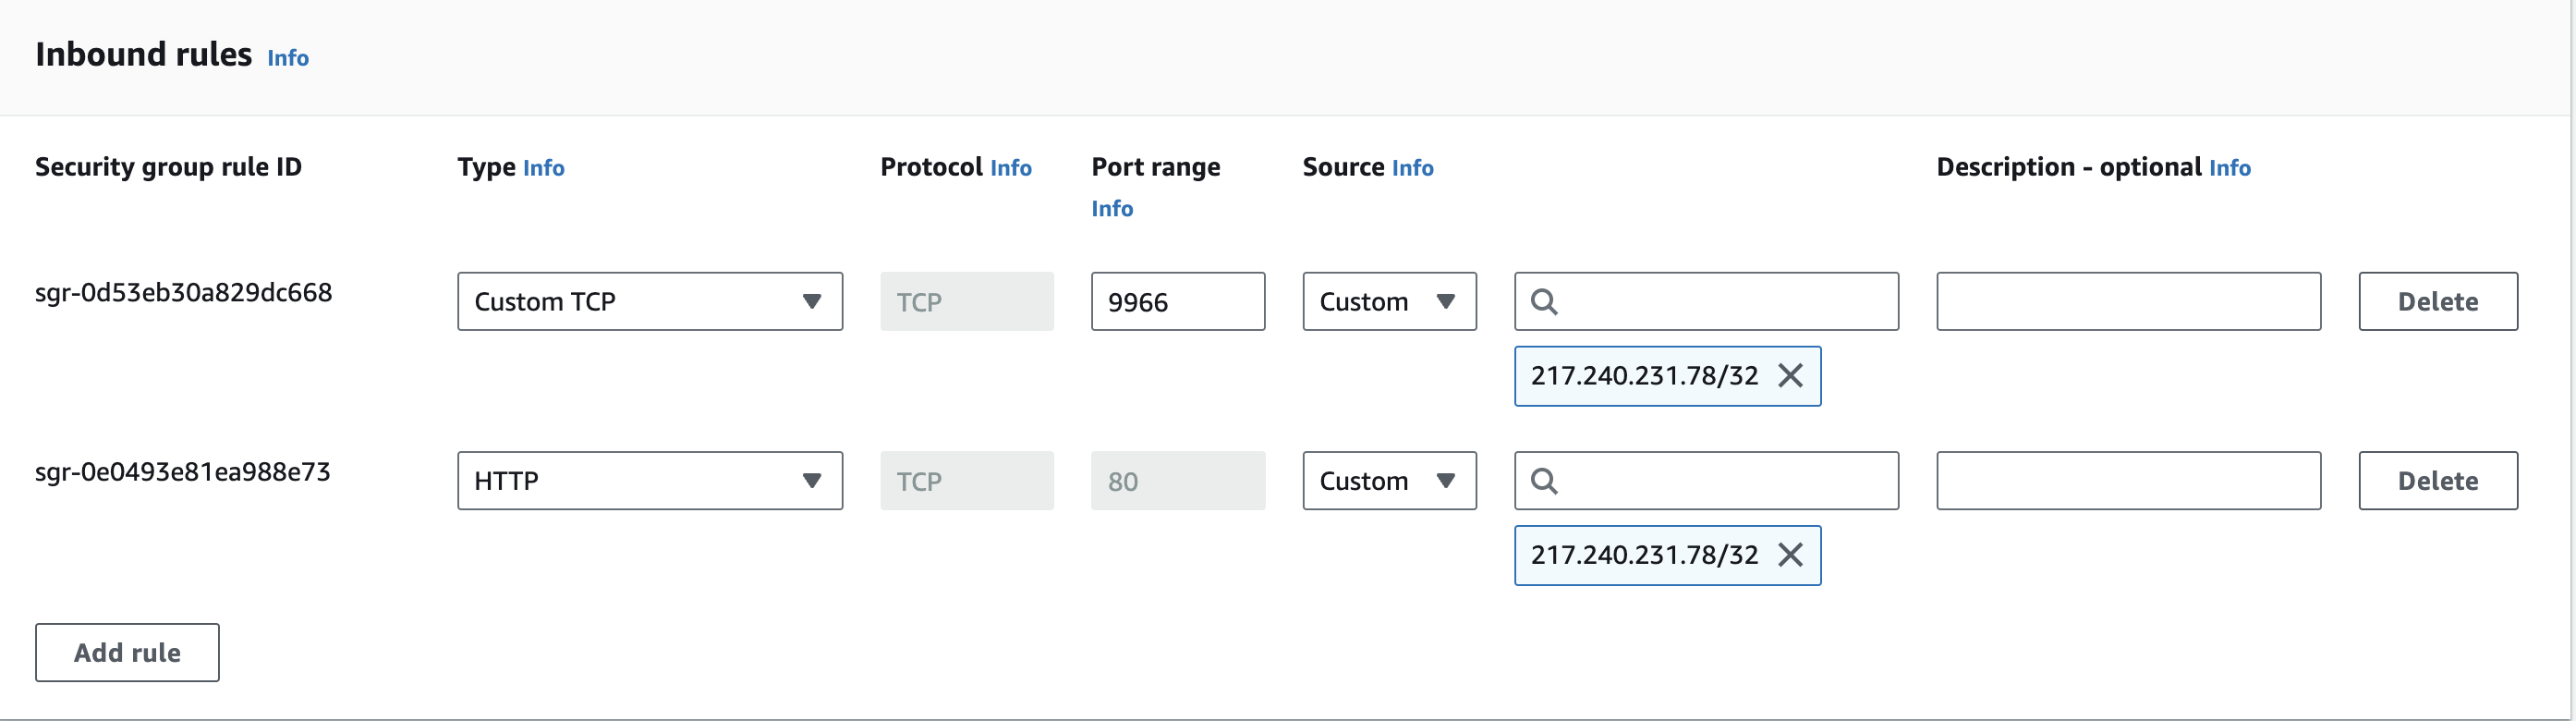 Inbound rules Info
Security group rule ID Type Info Protocol Info Port range Info Source Info Description - optional Info
sgr-0d53eb30a829dc668 Custom TCP TCP 9966 Custom Delete
217.240.231.78/32
sgr-0e0493e81ea988e73 HTTP TCP 80 Custom Delete
217.240.231.78/32
Add rule